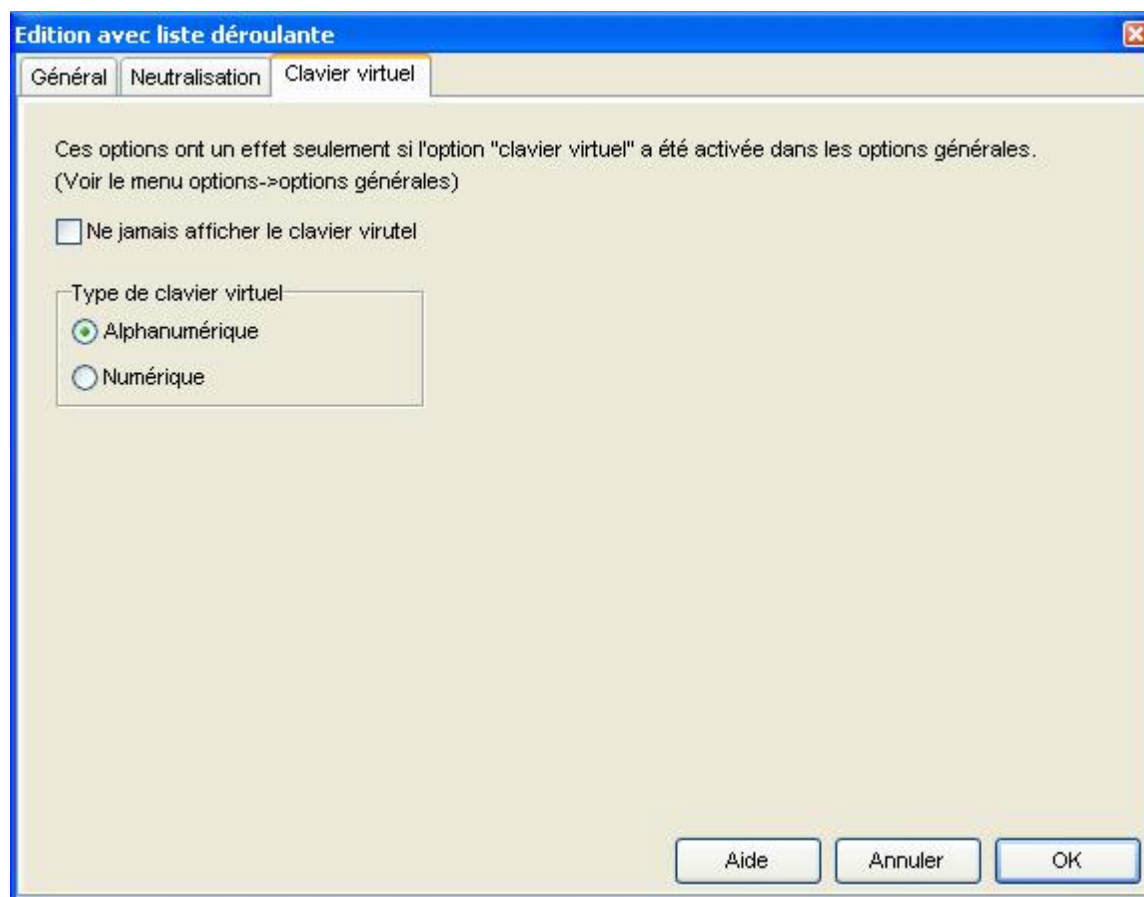 Edition avec liste déroulante
Général Neutralisation Clavier virtuel
Ces options ont un effet seulement si l'option "clavier virtuel" a été activée dans les options générales.
(Voir le menu options->options générales)
Ne jamais afficher le clavier virutel
Type de clavier virtuel
Alphanumérique
Numérique
Aide Annuler OK